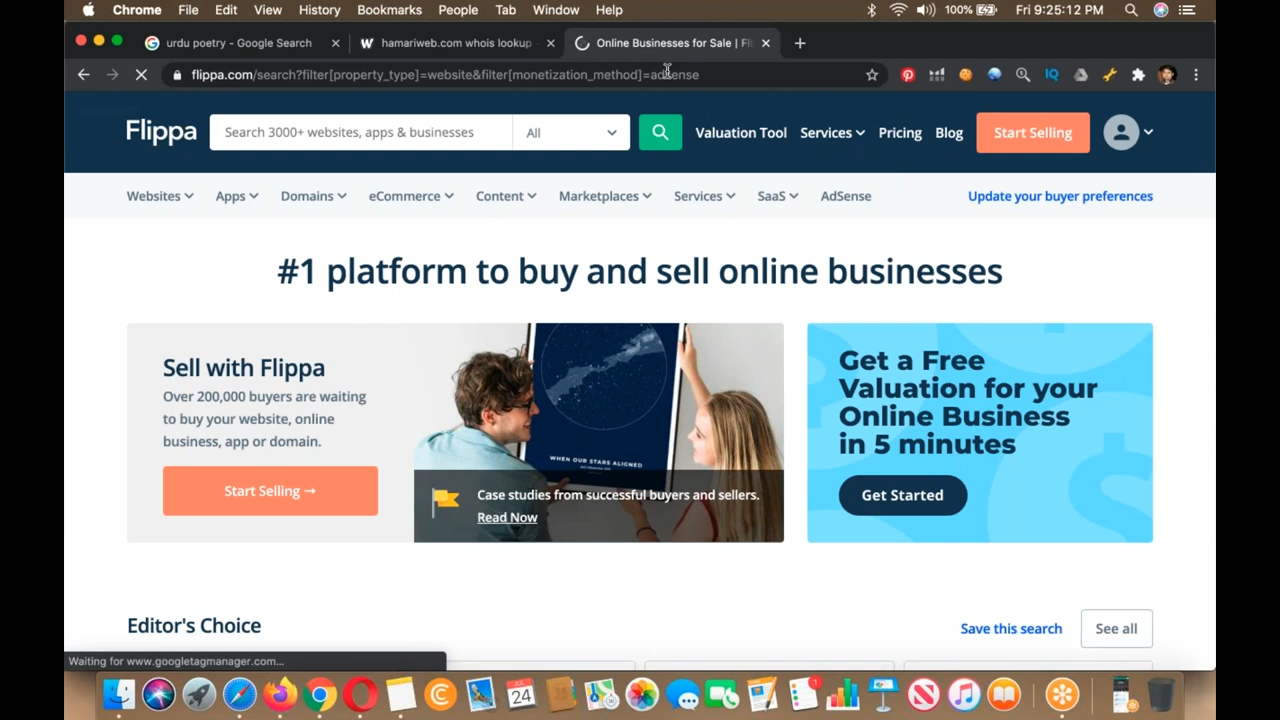 Chrome File Edit View History Bookmarks People Tab Window Help 100% Fri 9:25:12 PM
urdu poetry - Google Search
hamariweb.com whois lookup
Online Businesses for Sale | Fli
flippa.com/search?filter[property_type]=website&filter[monetization_method]=adsense
IQ
Flippa
Search 3000+ websites, apps & businesses
All
Valuation Tool Services Pricing Blog Start Selling
Websites Apps Domains eCommerce Content Marketplaces Services SaaS AdSense Update your buyer preferences
#1 platform to buy and sell online businesses
Sell with Flippa
Over 200,000 buyers are waiting
to buy your website, online
business, app or domain.
Start Selling →
WHEN OUR STARS ALIGNED
Case studies from successful buyers and sellers.
Read Now
Get a Free
Valuation for your
Online Business
in 5 minutes
Get Started
Editor's Choice
Save this search
See all
Waiting for www.googletagmanager.com...
24
1